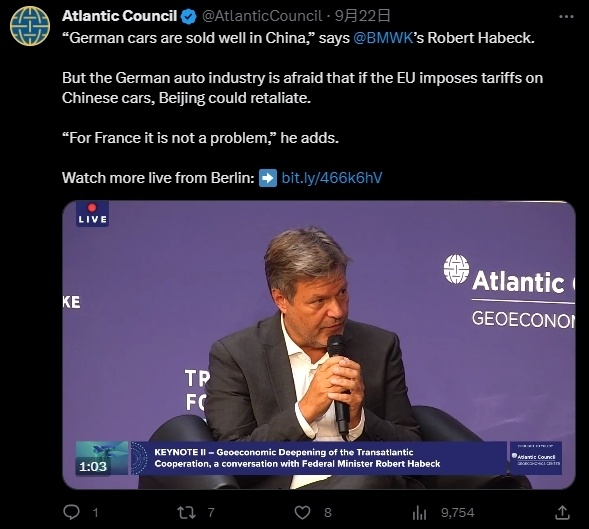 Atlantic Council @AtlanticCouncil · 9月22日
“German cars are sold well in China,” says @BMWK’s Robert Habeck.
But the German auto industry is afraid that if the EU imposes tariffs on
Chinese cars, Beijing could retaliate.
“For France it is not a problem,” he adds.
Watch more live from Berlin: ➡ bit.ly/466k6hV
LIVE
Atlantic
KE
GEOECONO
TR
FO
KEYNOTE II – Geoeconomic Deepening of the Transatlantic
Cooperation, a conversation with Federal Minister Robert Habeck
Atlantic Council
GEOECONOMICS CENTER
1:03
1 7 8 9,754